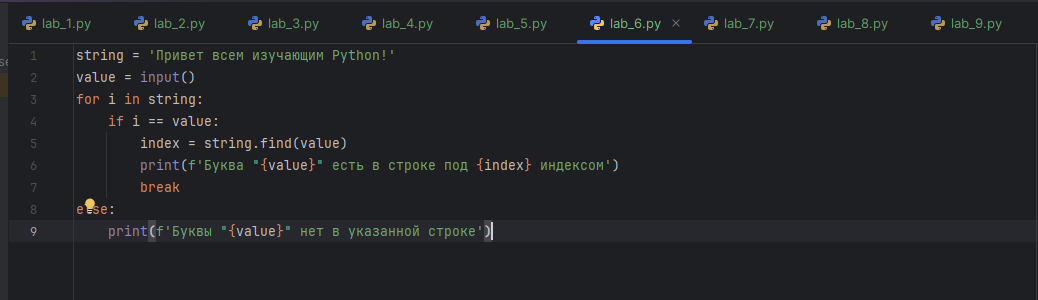 lab_1.py lab_2.py lab_3.py lab_4.py lab_5.py lab_6.py lab_7.py lab_8.py lab_9.py
se
1 string = 'Привет всем изучающим Python!'
2 value = input()
3 for i in string:
4 if i == value:
5 index = string.find(value)
6 print(f'Буква "{value}" есть в строке под {index} индексом')
7 break
8 else:
9 print(f'Буквы "{value}" нет в указанной строке')